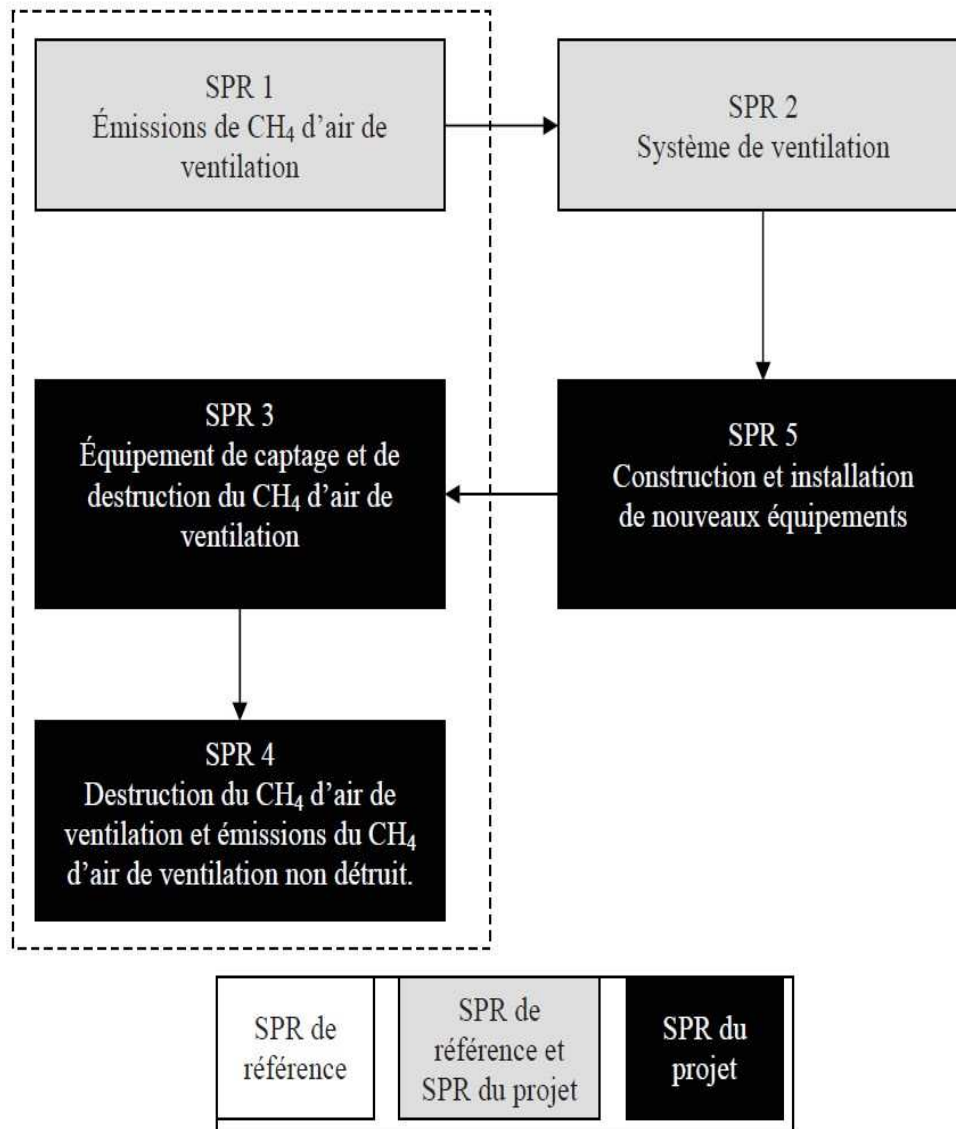 SPR 1
Émissions de CH₄ d’air de
ventilation
SPR 2
Système de ventilation
SPR 3
Équipement de captage et de
destruction du CH₄ d’air de
ventilation
SPR 5
Construction et installation
de nouveaux équipements
SPR 4
Destruction du CH₄ d’air de
ventilation et émissions du CH₄
d’air de ventilation non détruit.
SPR de
référence
SPR de
référence et
SPR du projet
SPR du
projet